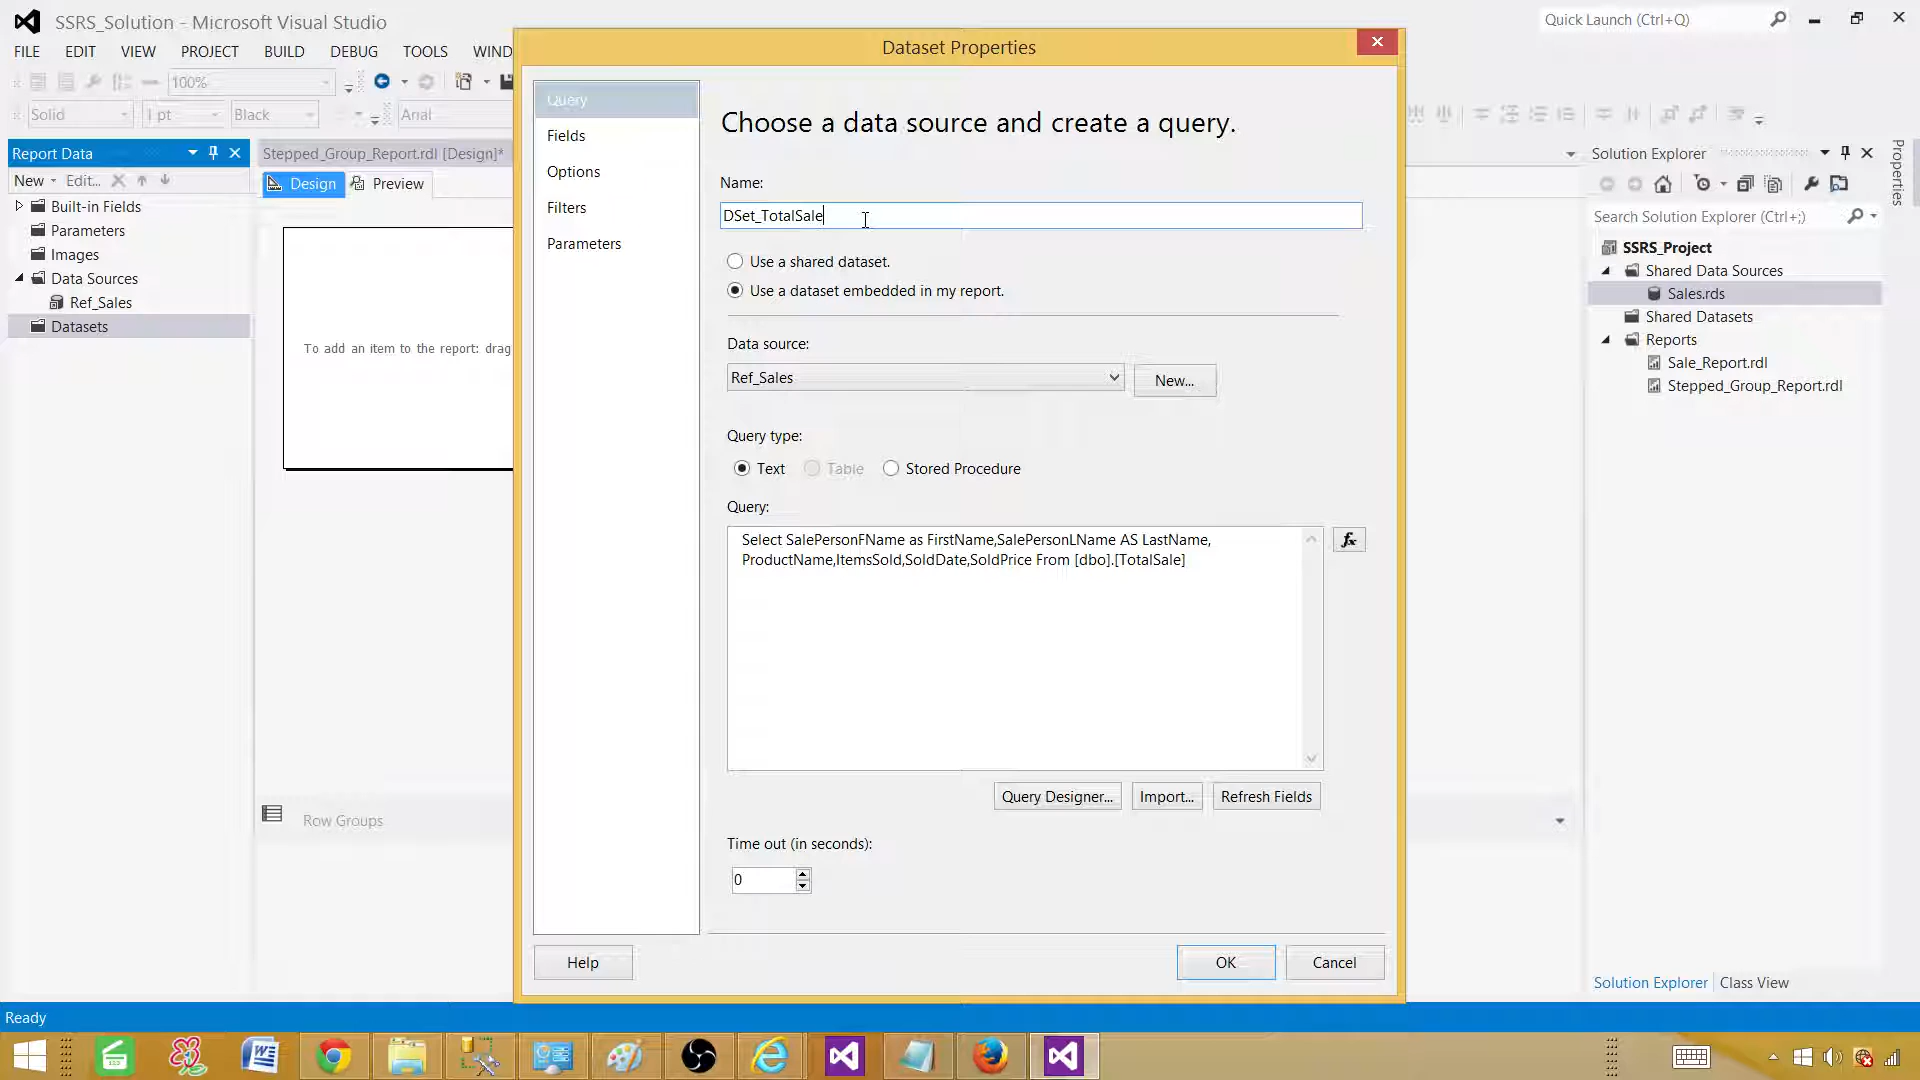 SSRS_Solution - Microsoft Visual Studio
Quick Launch (Ctrl+Q)
FILE EDIT VIEW PROJECT BUILD DEBUG TOOLS WIND
100%
Solid 1 pt Black Arial
Report Data
New Edit...
Built-in Fields
Parameters
Images
Data Sources
Ref_Sales
Datasets
Stepped_Group_Report.rdl [Design]*
Design Preview
To add an item to the report: drag
Row Groups
Dataset Properties
Query
Fields
Options
Filters
Parameters
Choose a data source and create a query.
Name:
DSet_TotalSale
Use a shared dataset.
Use a dataset embedded in my report.
Data source:
Ref_Sales
New...
Query type:
Text Table Stored Procedure
Query:
Select SalePersonFName as FirstName,SalePersonLName AS LastName,
ProductName,ItemsSold,SoldDate,SoldPrice From [dbo].[TotalSale]
fx
Query Designer... Import... Refresh Fields
Time out (in seconds):
0
Help OK Cancel
Solution Explorer
Search Solution Explorer (Ctrl+;)
SSRS_Project
Shared Data Sources
Sales.rds
Shared Datasets
Reports
Sale_Report.rdl
Stepped_Group_Report.rdl
Solution Explorer Class View
Properties
Ready